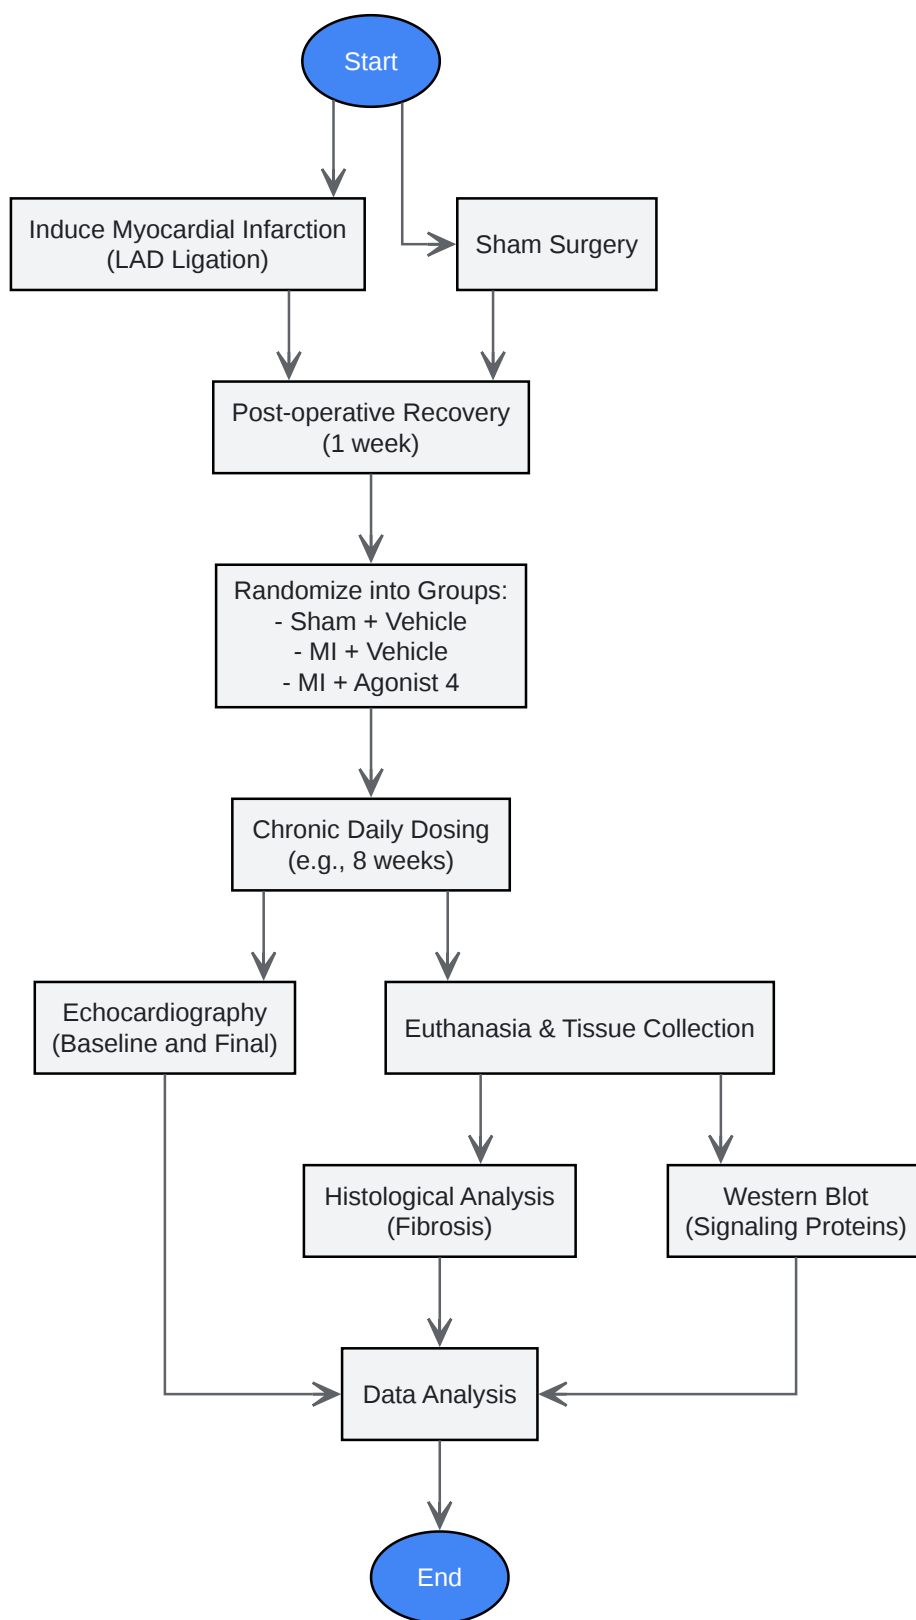 Start
Induce Myocardial Infarction
(LAD Ligation)
Sham Surgery
Post-operative Recovery
(1 week)
Randomize into Groups:
- Sham + Vehicle
- MI + Vehicle
- MI + Agonist 4
Chronic Daily Dosing
(e.g., 8 weeks)
Echocardiography
(Baseline and Final)
Euthanasia & Tissue Collection
Histological Analysis
(Fibrosis)
Western Blot
(Signaling Proteins)
Data Analysis
End